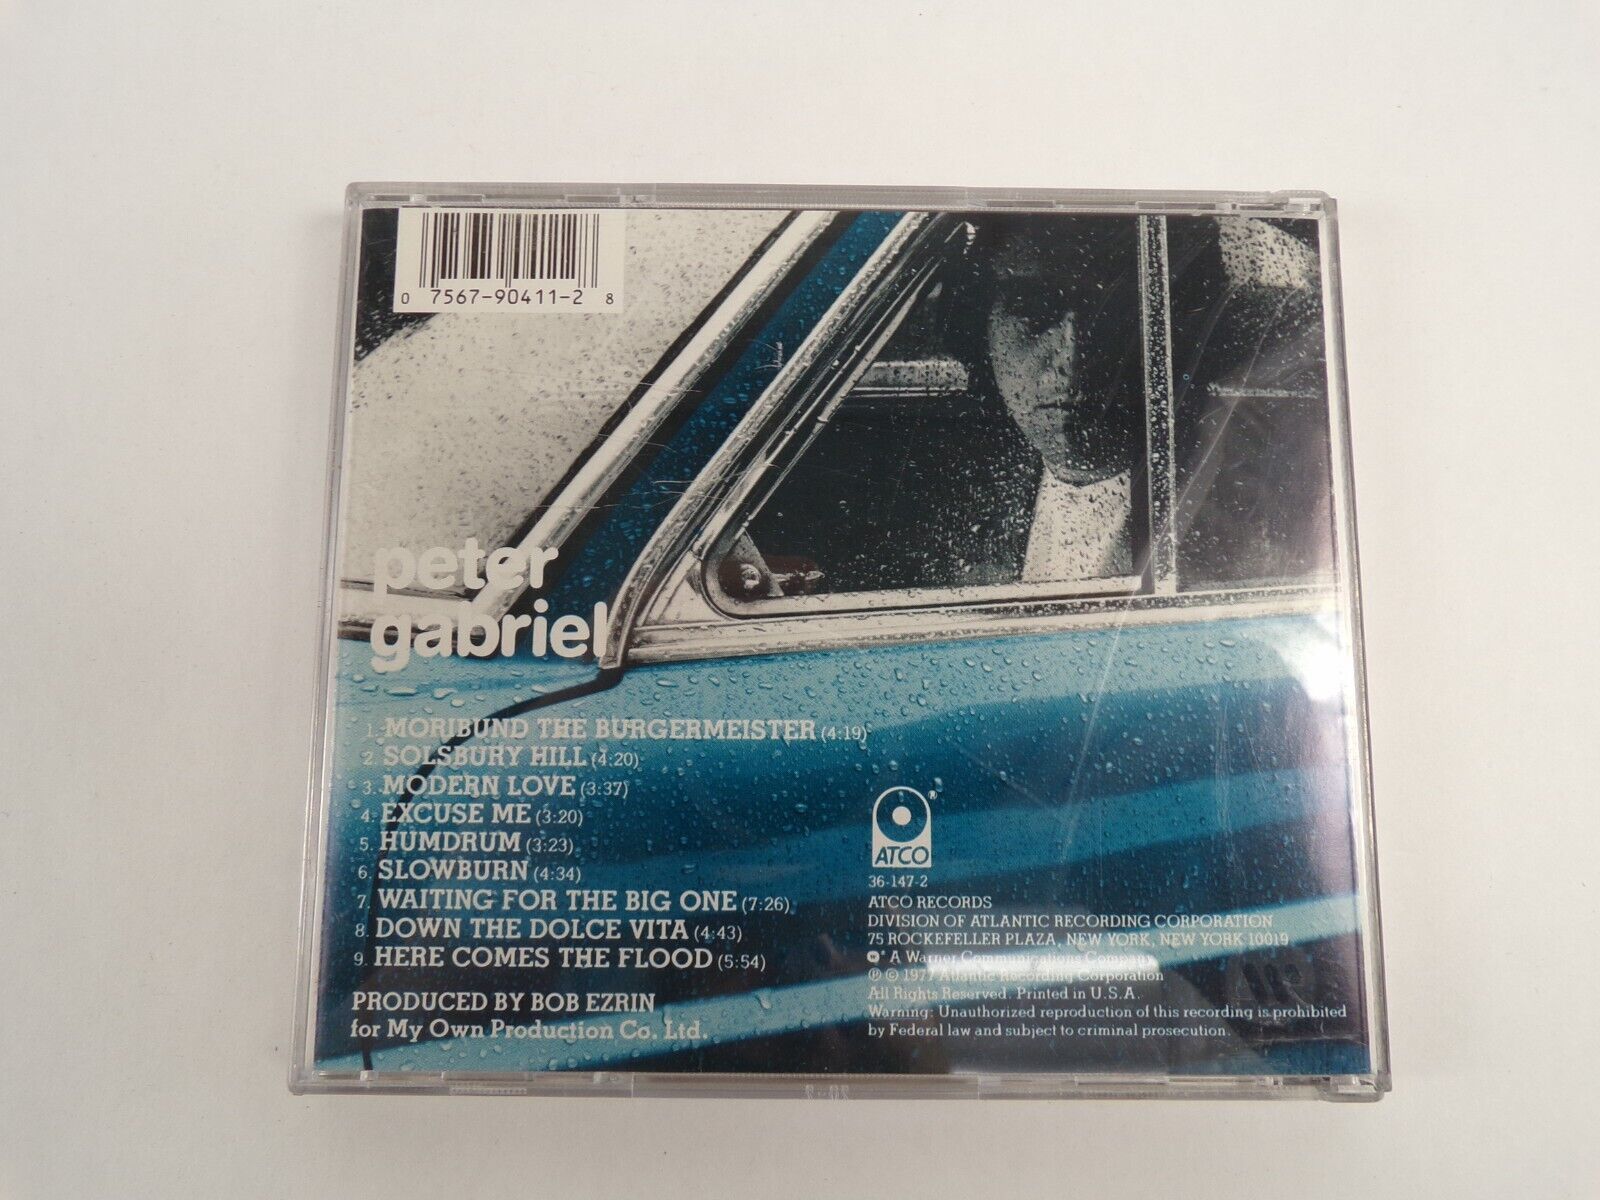 0 7567-90411-2 8
peter
gabriel
1. MORIBUND THE BURGERMEISTER (4:19)
2. SOLSBURY HILL (4:20)
3. MODERN LOVE (3:37)
4. EXCUSE ME (3:20)
5. HUMDRUM (3:23)
6. SLOWBURN (4:34)
7. WAITING FOR THE BIG ONE (7:26)
8. DOWN THE DOLCE VITA (4:43)
9. HERE COMES THE FLOOD (5:54)
PRODUCED BY BOB EZRIN
for My Own Production Co. Ltd.
®
ATCO
36-147-2
ATCO RECORDS
DIVISION OF ATLANTIC RECORDING CORPORATION
75 ROCKEFELLER PLAZA, NEW YORK, NEW YORK 10019
A Warner Communications Company
℗ © 1977 Atlantic Recording Corporation
All Rights Reserved. Printed in U.S.A.
Warning: Unauthorized reproduction of this recording is prohibited
by Federal law and subject to criminal prosecution.